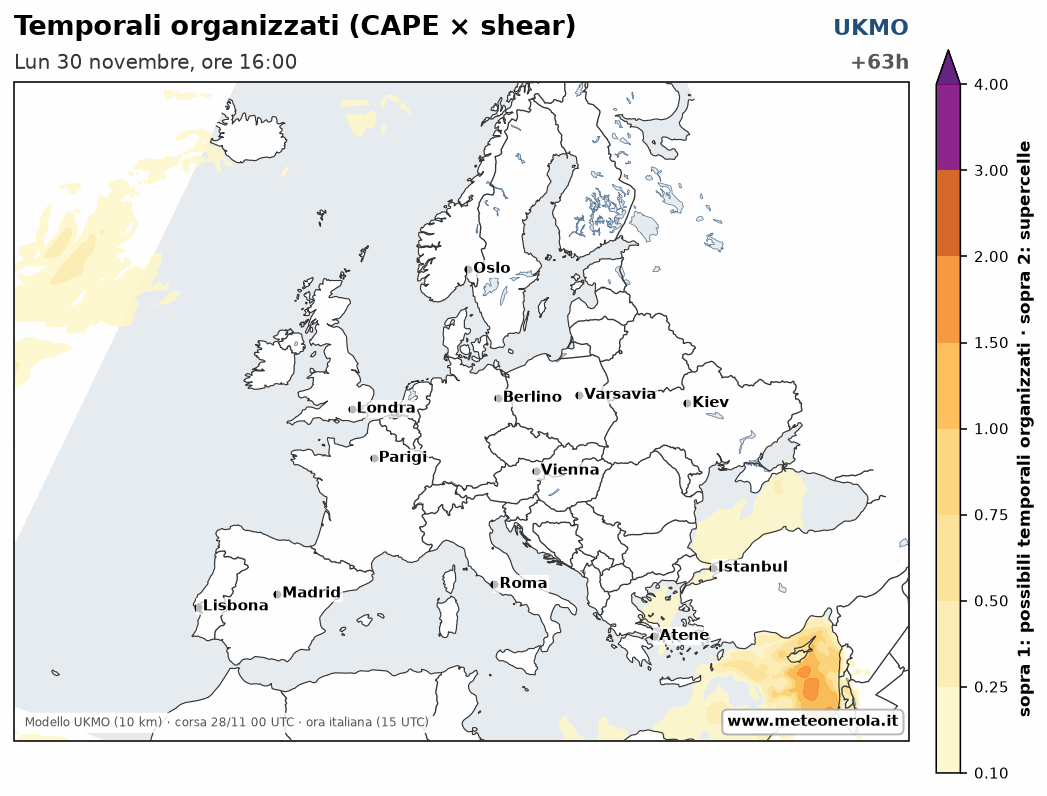 Temporali organizzati (CAPE × shear)
UKMO
Lun 30 novembre, ore 16:00
+63h
4.00
3.00
2.00
1.50
1.00
0.75
0.50
0.25
0.10
sopra 1: possibili temporali organizzati · sopra 2: supercelle
Oslo
Londra
Berlino
Varsavia
Kiev
Parigi
Vienna
Istanbul
Roma
Madrid
Lisbona
Atene
Modello UKMO (10 km) · corsa 28/11 00 UTC · ora italiana (15 UTC)
www.meteonerola.it